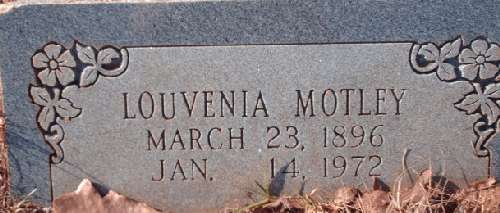 LOUVENIA MOTLEY
MARCH 23, 1896
JAN. 14, 1972